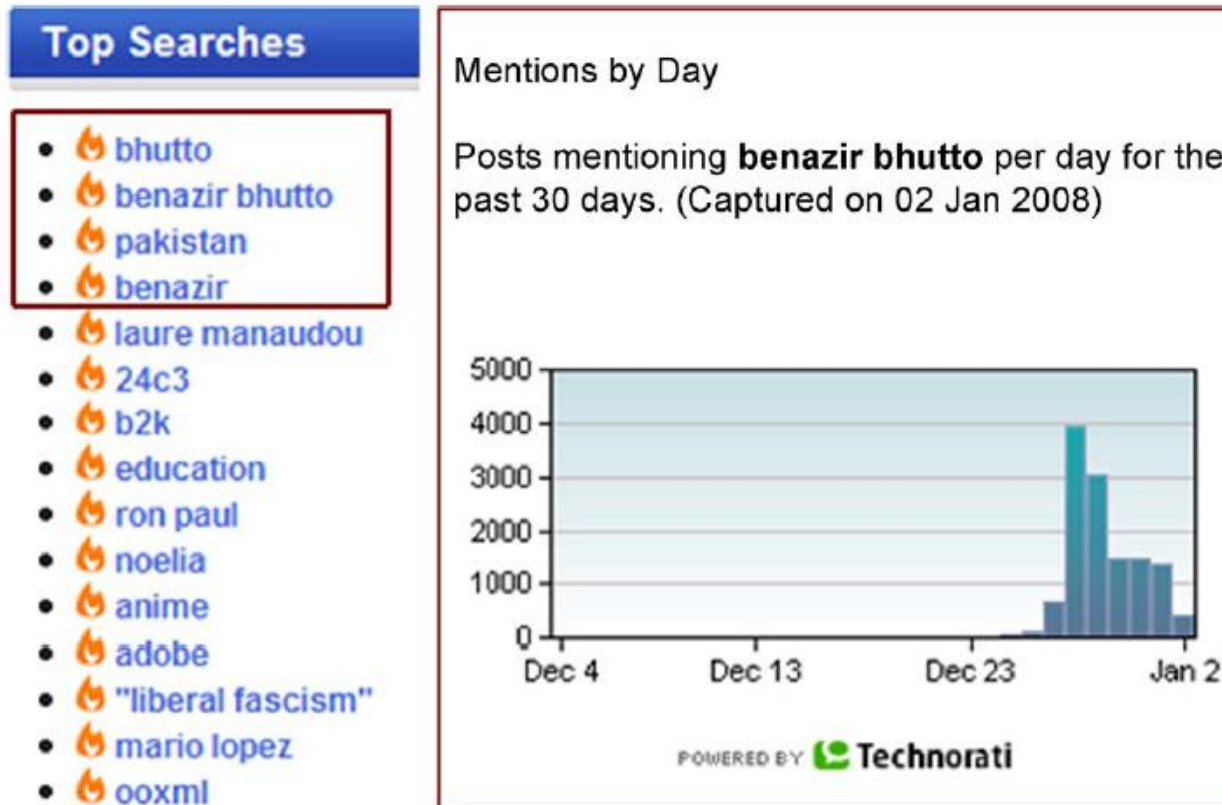 Top Searches
bhutto
benazir bhutto
pakistan
benazir
laure manaudou
24c3
b2k
education
ron paul
noelia
anime
adobe
"liberal fascism"
mario lopez
ooxml
Mentions by Day
Posts mentioning benazir bhutto per day for the
past 30 days. (Captured on 02 Jan 2008)
5000
4000
3000
2000
1000
0
Dec 4 Dec 13 Dec 23 Jan 2
POWERED BY Technorati